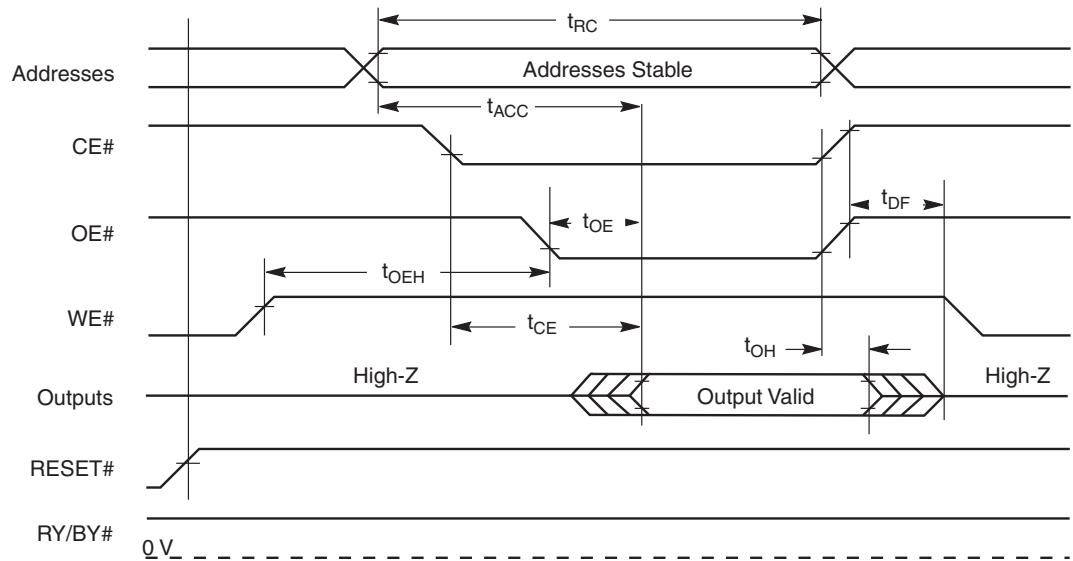 tRC
Addresses
Addresses Stable
tACC
CE#
tDF
OE#
tOE
tOEH
WE#
tCE
tOH
High-Z
High-Z
Outputs
Output Valid
RESET#
RY/BY#
0 V